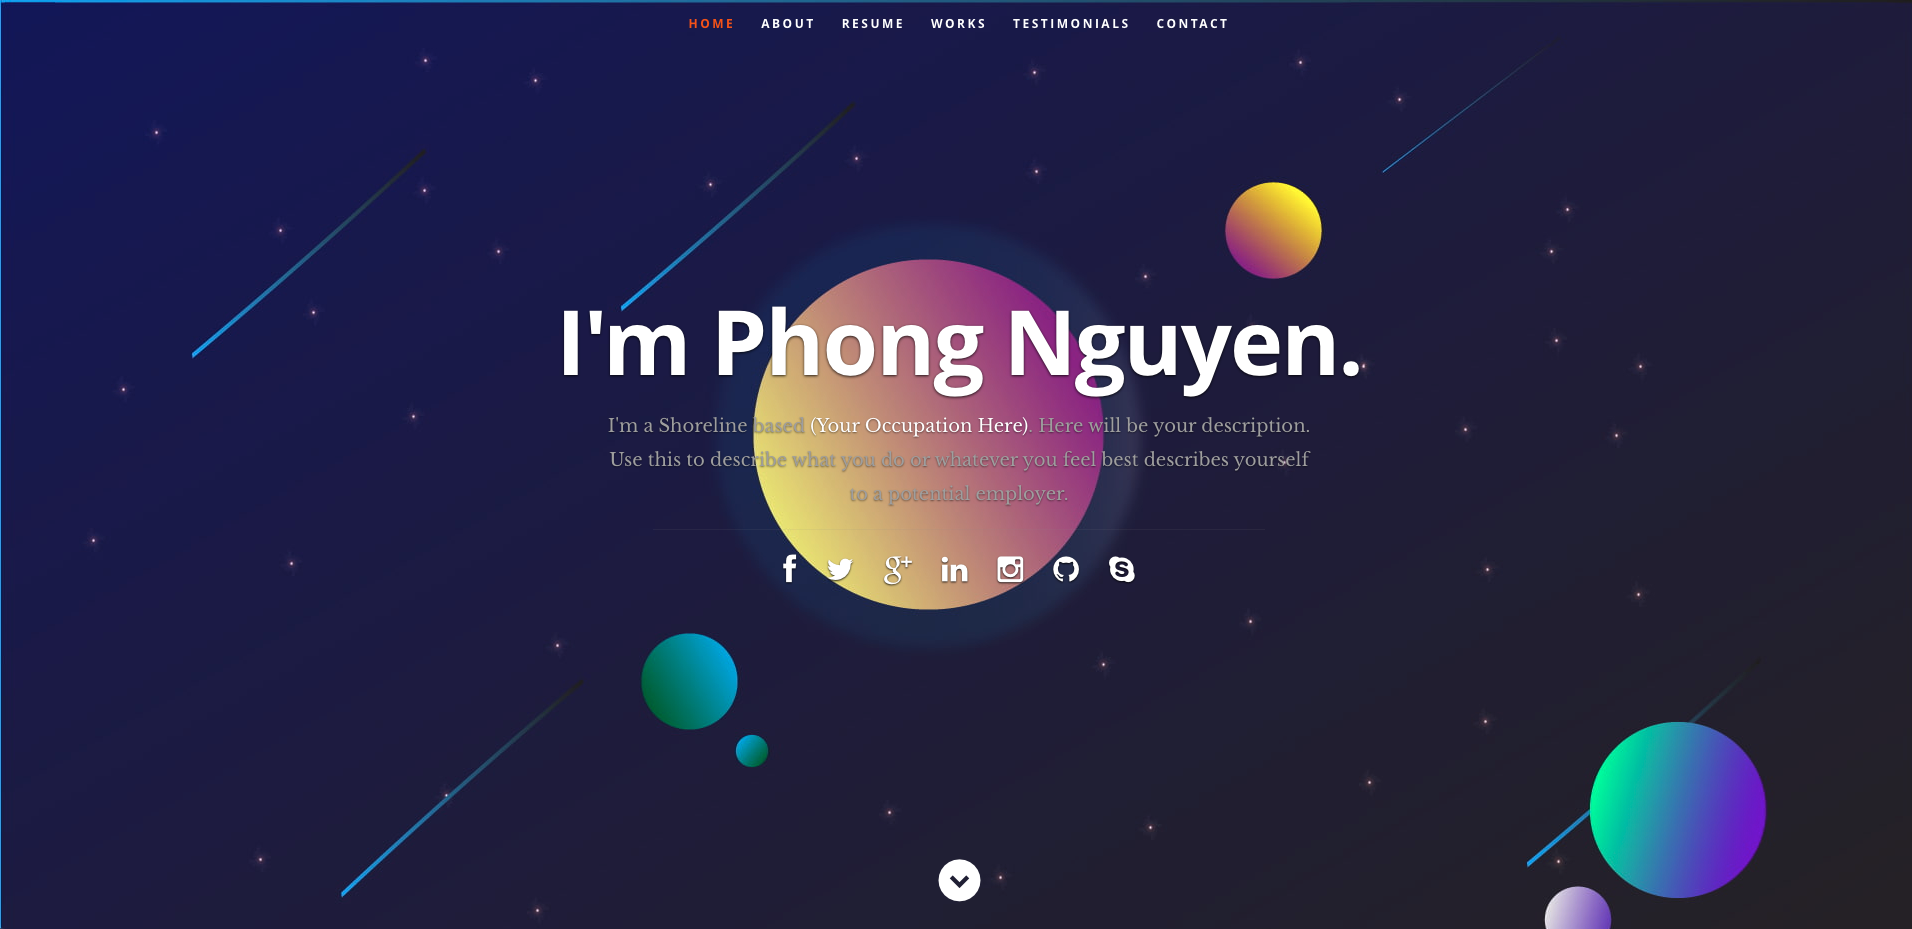 HOME ABOUT RESUME WORKS TESTIMONIALS CONTACT
I'm Phong Nguyen.
I'm a Shoreline based (Your Occupation Here). Here will be your description.
Use this to describe what you do or whatever you feel best describes yourself
to a potential employer.